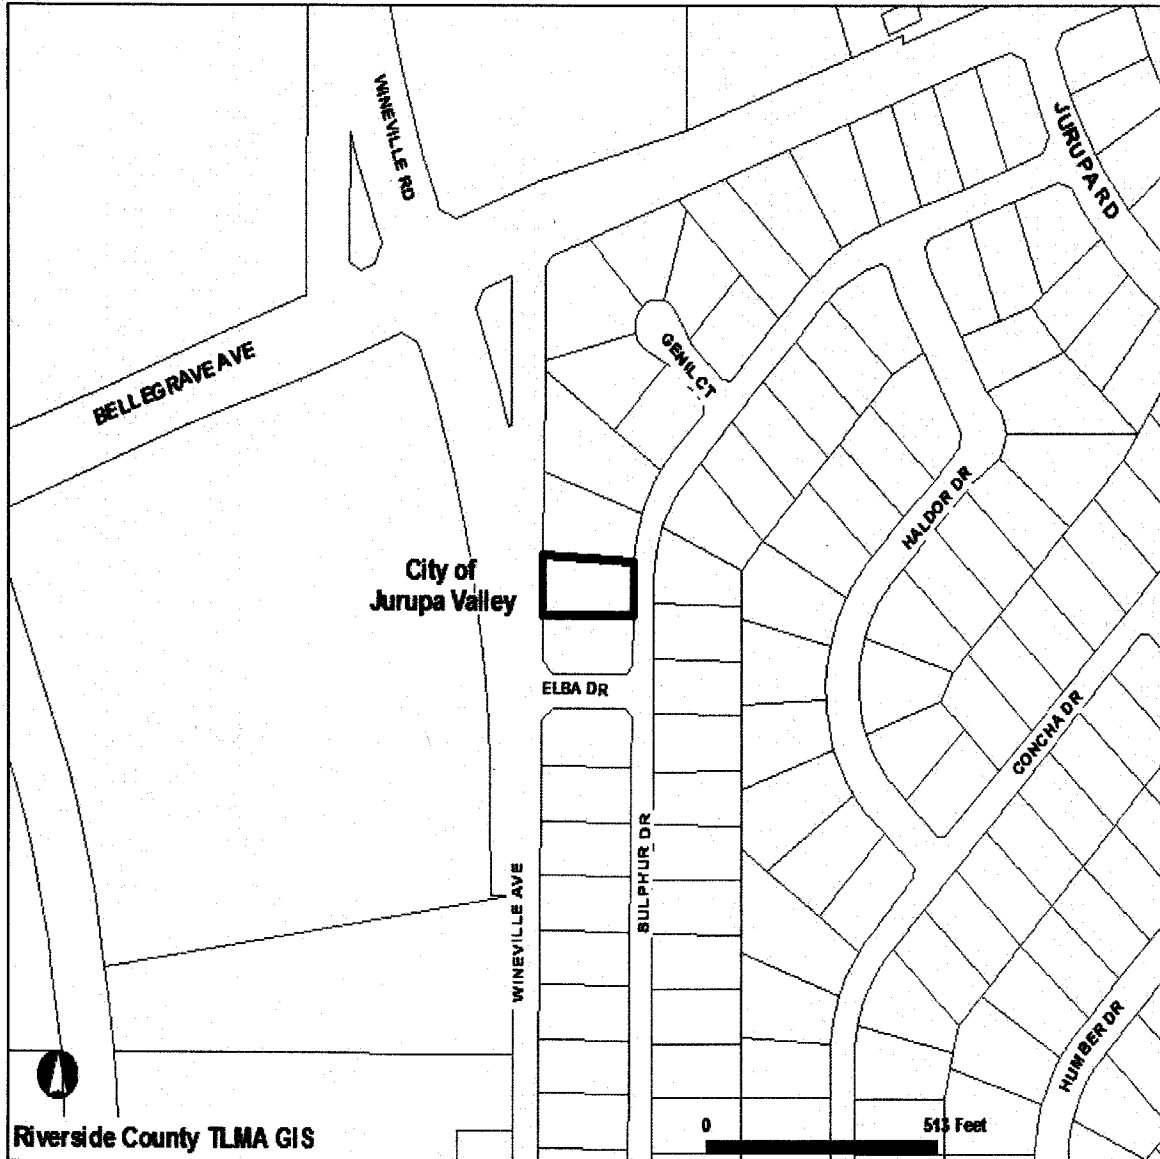 WINEVILLE RD
JURUPA RD
BELLEGRAVE AVE
GENIL CT
HALDOR DR
City of
Jurupa Valley
ELBA DR
CONCHA DR
SULPHUR DR
WINEVILLE AVE
HUMBER DR
0 513 Feet
Riverside County TLMA GIS